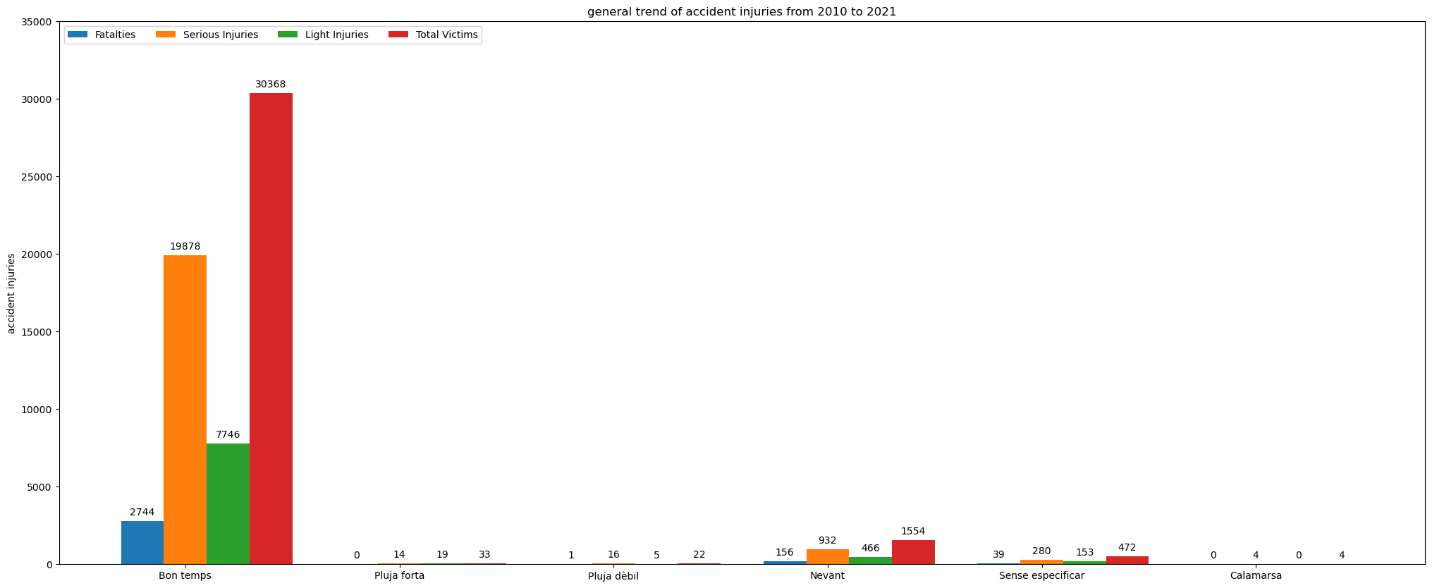 general trend of accident injuries from 2010 to 2021
Fatalties Serious Injuries Light Injuries Total Victims
accident injuries
35000
30000
25000
20000
15000
10000
5000
0
2744 19878 7746 30368
0 14 19 33
1 16 5 22
156 932 466 1554
39 280 153 472
0 4 0 4
Bon temps Pluja forta Pluja dèbil Nevant Sense especificar Calamarsa